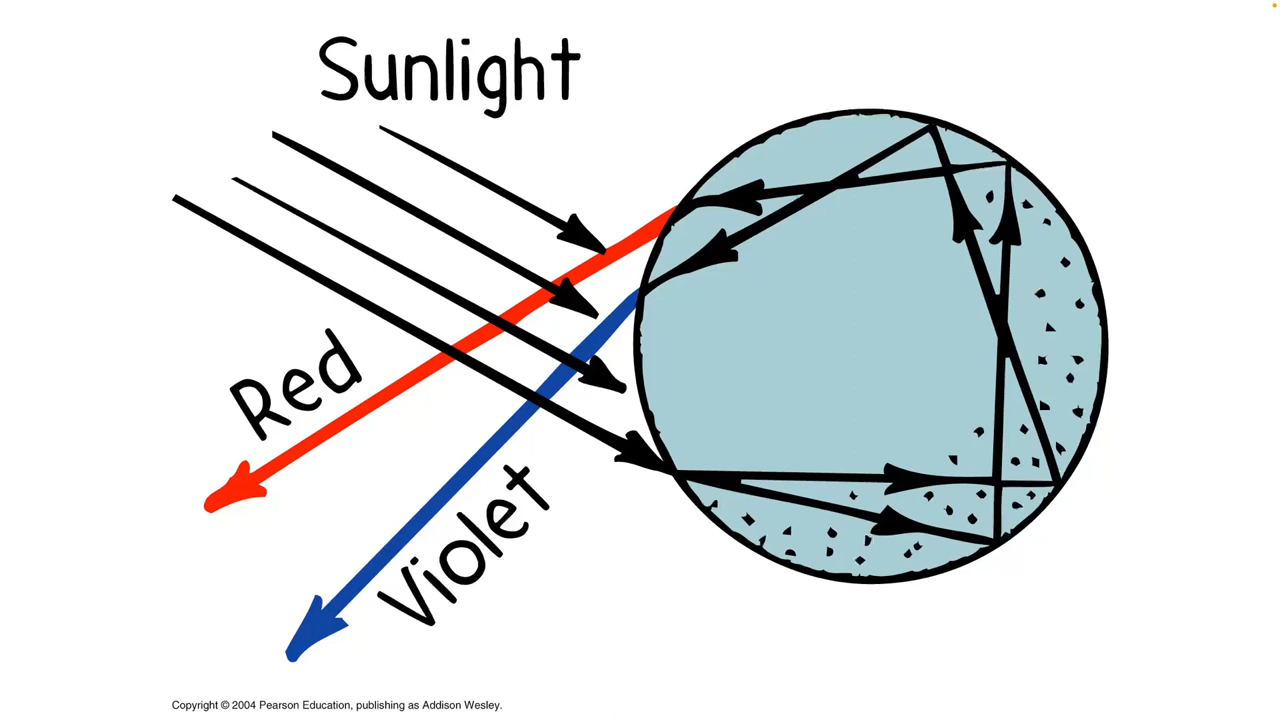 Sunlight
Red
Violet
Copyright © 2004 Pearson Education, publishing as Addison Wesley.